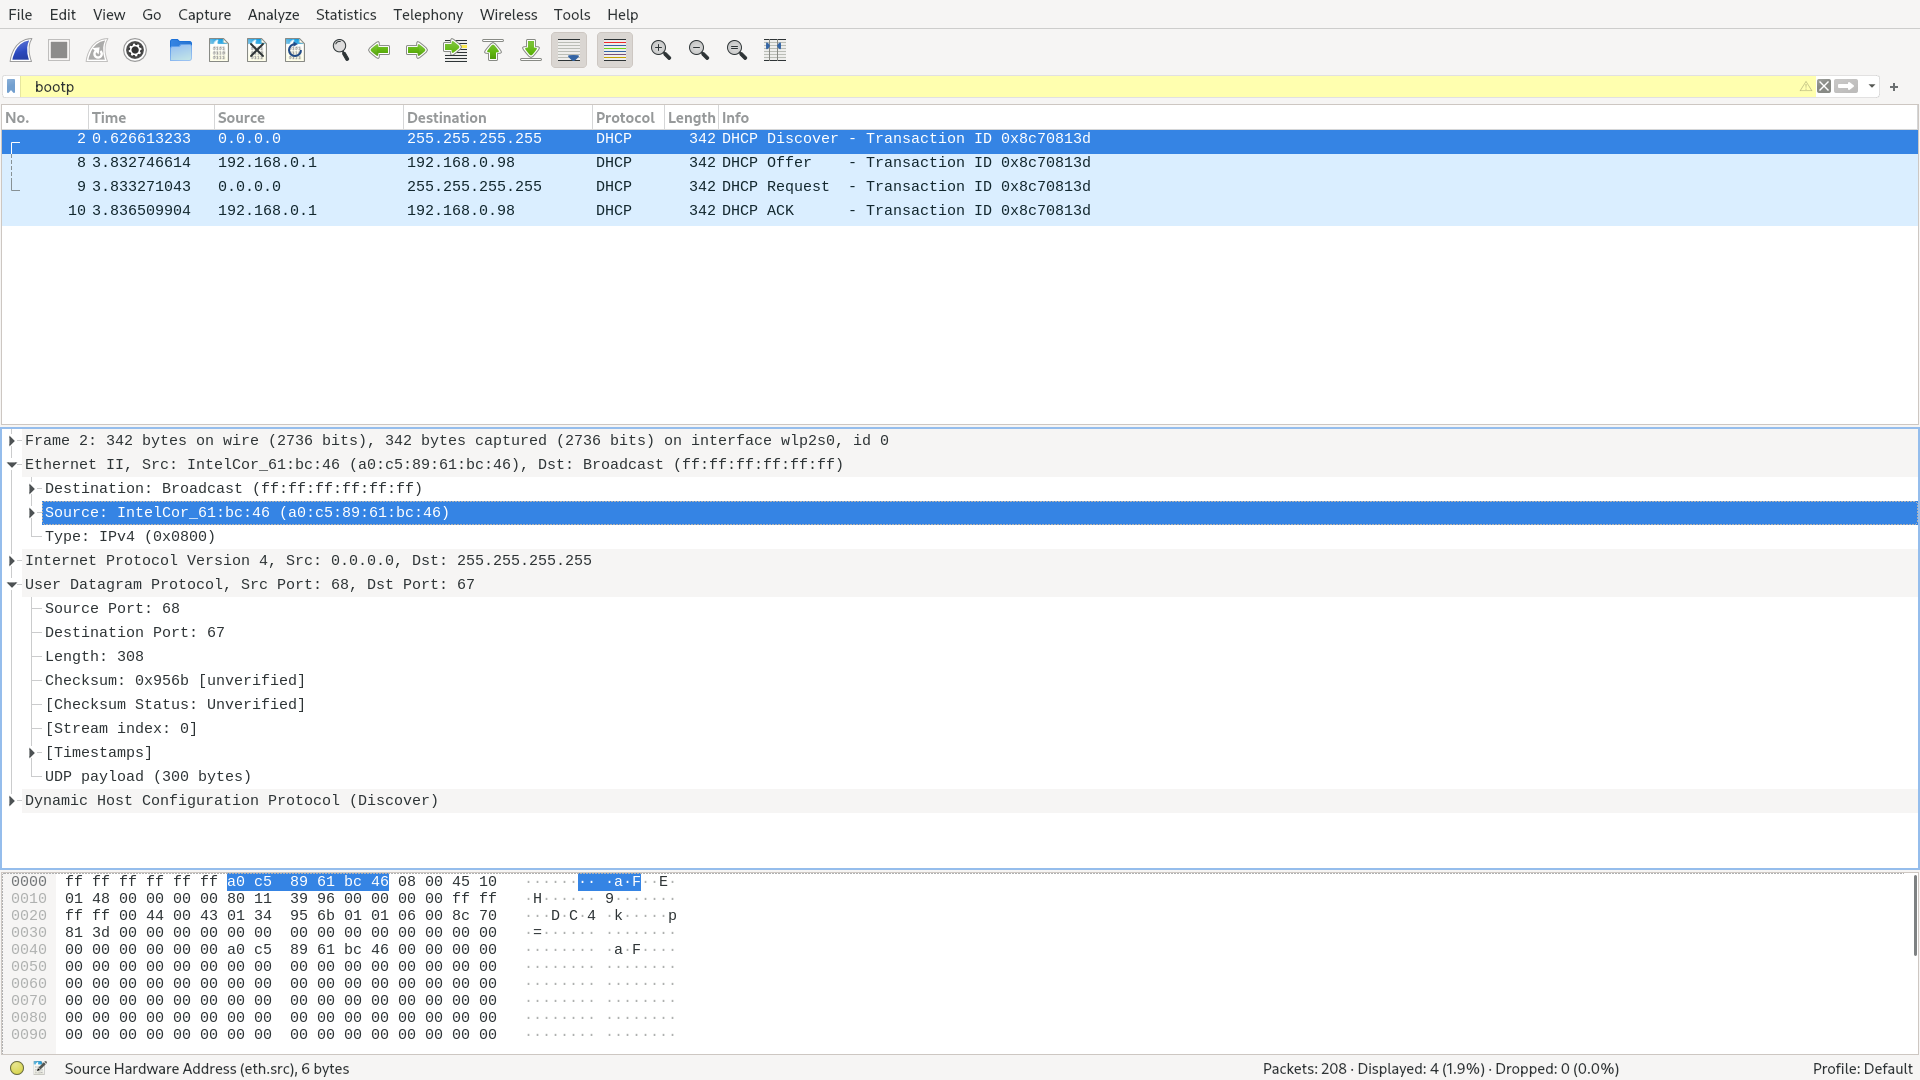 File Edit View Go Capture Analyze Statistics Telephony Wireless Tools Help
bootp
No. Time Source Destination Protocol Length Info
2 0.626613233 0.0.0.0 255.255.255.255 DHCP 342 DHCP Discover - Transaction ID 0x8c70813d
8 3.832746614 192.168.0.1 192.168.0.98 DHCP 342 DHCP Offer - Transaction ID 0x8c70813d
9 3.833271043 0.0.0.0 255.255.255.255 DHCP 342 DHCP Request - Transaction ID 0x8c70813d
10 3.836509904 192.168.0.1 192.168.0.98 DHCP 342 DHCP ACK - Transaction ID 0x8c70813d
Frame 2: 342 bytes on wire (2736 bits), 342 bytes captured (2736 bits) on interface wlp2s0, id 0
Ethernet II, Src: IntelCor_61:bc:46 (a0:c5:89:61:bc:46), Dst: Broadcast (ff:ff:ff:ff:ff:ff)
Destination: Broadcast (ff:ff:ff:ff:ff:ff)
Source: IntelCor_61:bc:46 (a0:c5:89:61:bc:46)
Type: IPv4 (0x0800)
Internet Protocol Version 4, Src: 0.0.0.0, Dst: 255.255.255.255
User Datagram Protocol, Src Port: 68, Dst Port: 67
Source Port: 68
Destination Port: 67
Length: 308
Checksum: 0x956b [unverified]
[Checksum Status: Unverified]
[Stream index: 0]
[Timestamps]
UDP payload (300 bytes)
Dynamic Host Configuration Protocol (Discover)
0000 ff ff ff ff ff ff a0 c5 89 61 bc 46 08 00 45 10 ········ ·a·F··E·
0010 01 48 00 00 00 00 80 11 39 96 00 00 00 00 ff ff ·H······ 9·······
0020 ff ff 00 44 00 43 01 34 95 6b 01 01 06 00 8c 70 ···D·C·4 ·k·····p
0030 81 3d 00 00 00 00 00 00 00 00 00 00 00 00 00 00 ·=······ ········
0040 00 00 00 00 00 00 a0 c5 89 61 bc 46 00 00 00 00 ········ ·a·F····
0050 00 00 00 00 00 00 00 00 00 00 00 00 00 00 00 00 ········ ········
0060 00 00 00 00 00 00 00 00 00 00 00 00 00 00 00 00 ········ ········
0070 00 00 00 00 00 00 00 00 00 00 00 00 00 00 00 00 ········ ········
0080 00 00 00 00 00 00 00 00 00 00 00 00 00 00 00 00 ········ ········
0090 00 00 00 00 00 00 00 00 00 00 00 00 00 00 00 00 ········ ········
Source Hardware Address (eth.src), 6 bytes Packets: 208 · Displayed: 4 (1.9%) · Dropped: 0 (0.0%) Profile: Default